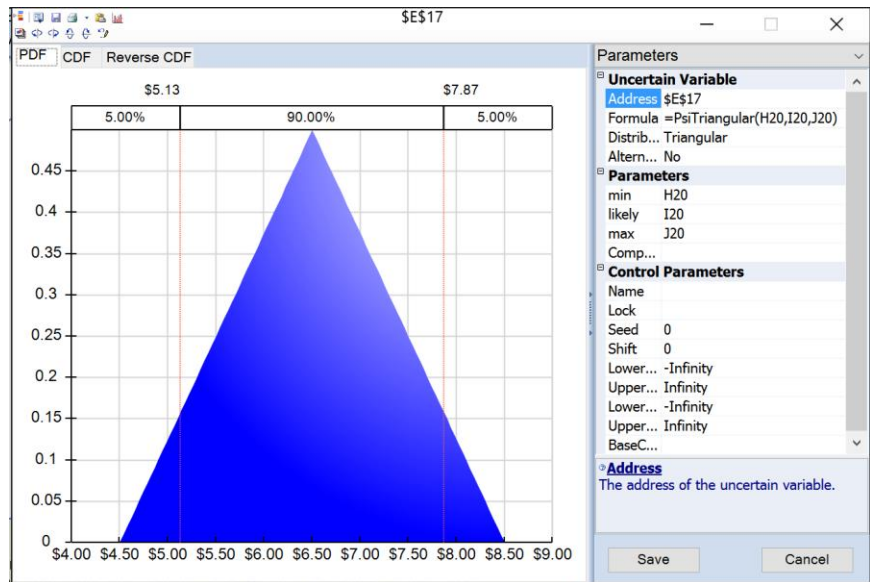 $E$17
PDF CDF Reverse CDF
$5.13 $7.87
5.00% 90.00% 5.00%
0.45
0.4
0.35
0.3
0.25
0.2
0.15
0.1
0.05
0
$4.00 $4.50 $5.00 $5.50 $6.00 $6.50 $7.00 $7.50 $8.00 $8.50 $9.00
Parameters
Uncertain Variable
Address $E$17
Formula =PsiTriangular(H20,I20,J20)
Distrib... Triangular
Altern... No
Parameters
min H20
likely I20
max J20
Comp...
Control Parameters
Name
Lock
Seed 0
Shift 0
Lower... -Infinity
Upper... Infinity
Lower... -Infinity
Upper... Infinity
BaseC...
Address
The address of the uncertain variable.
Save Cancel